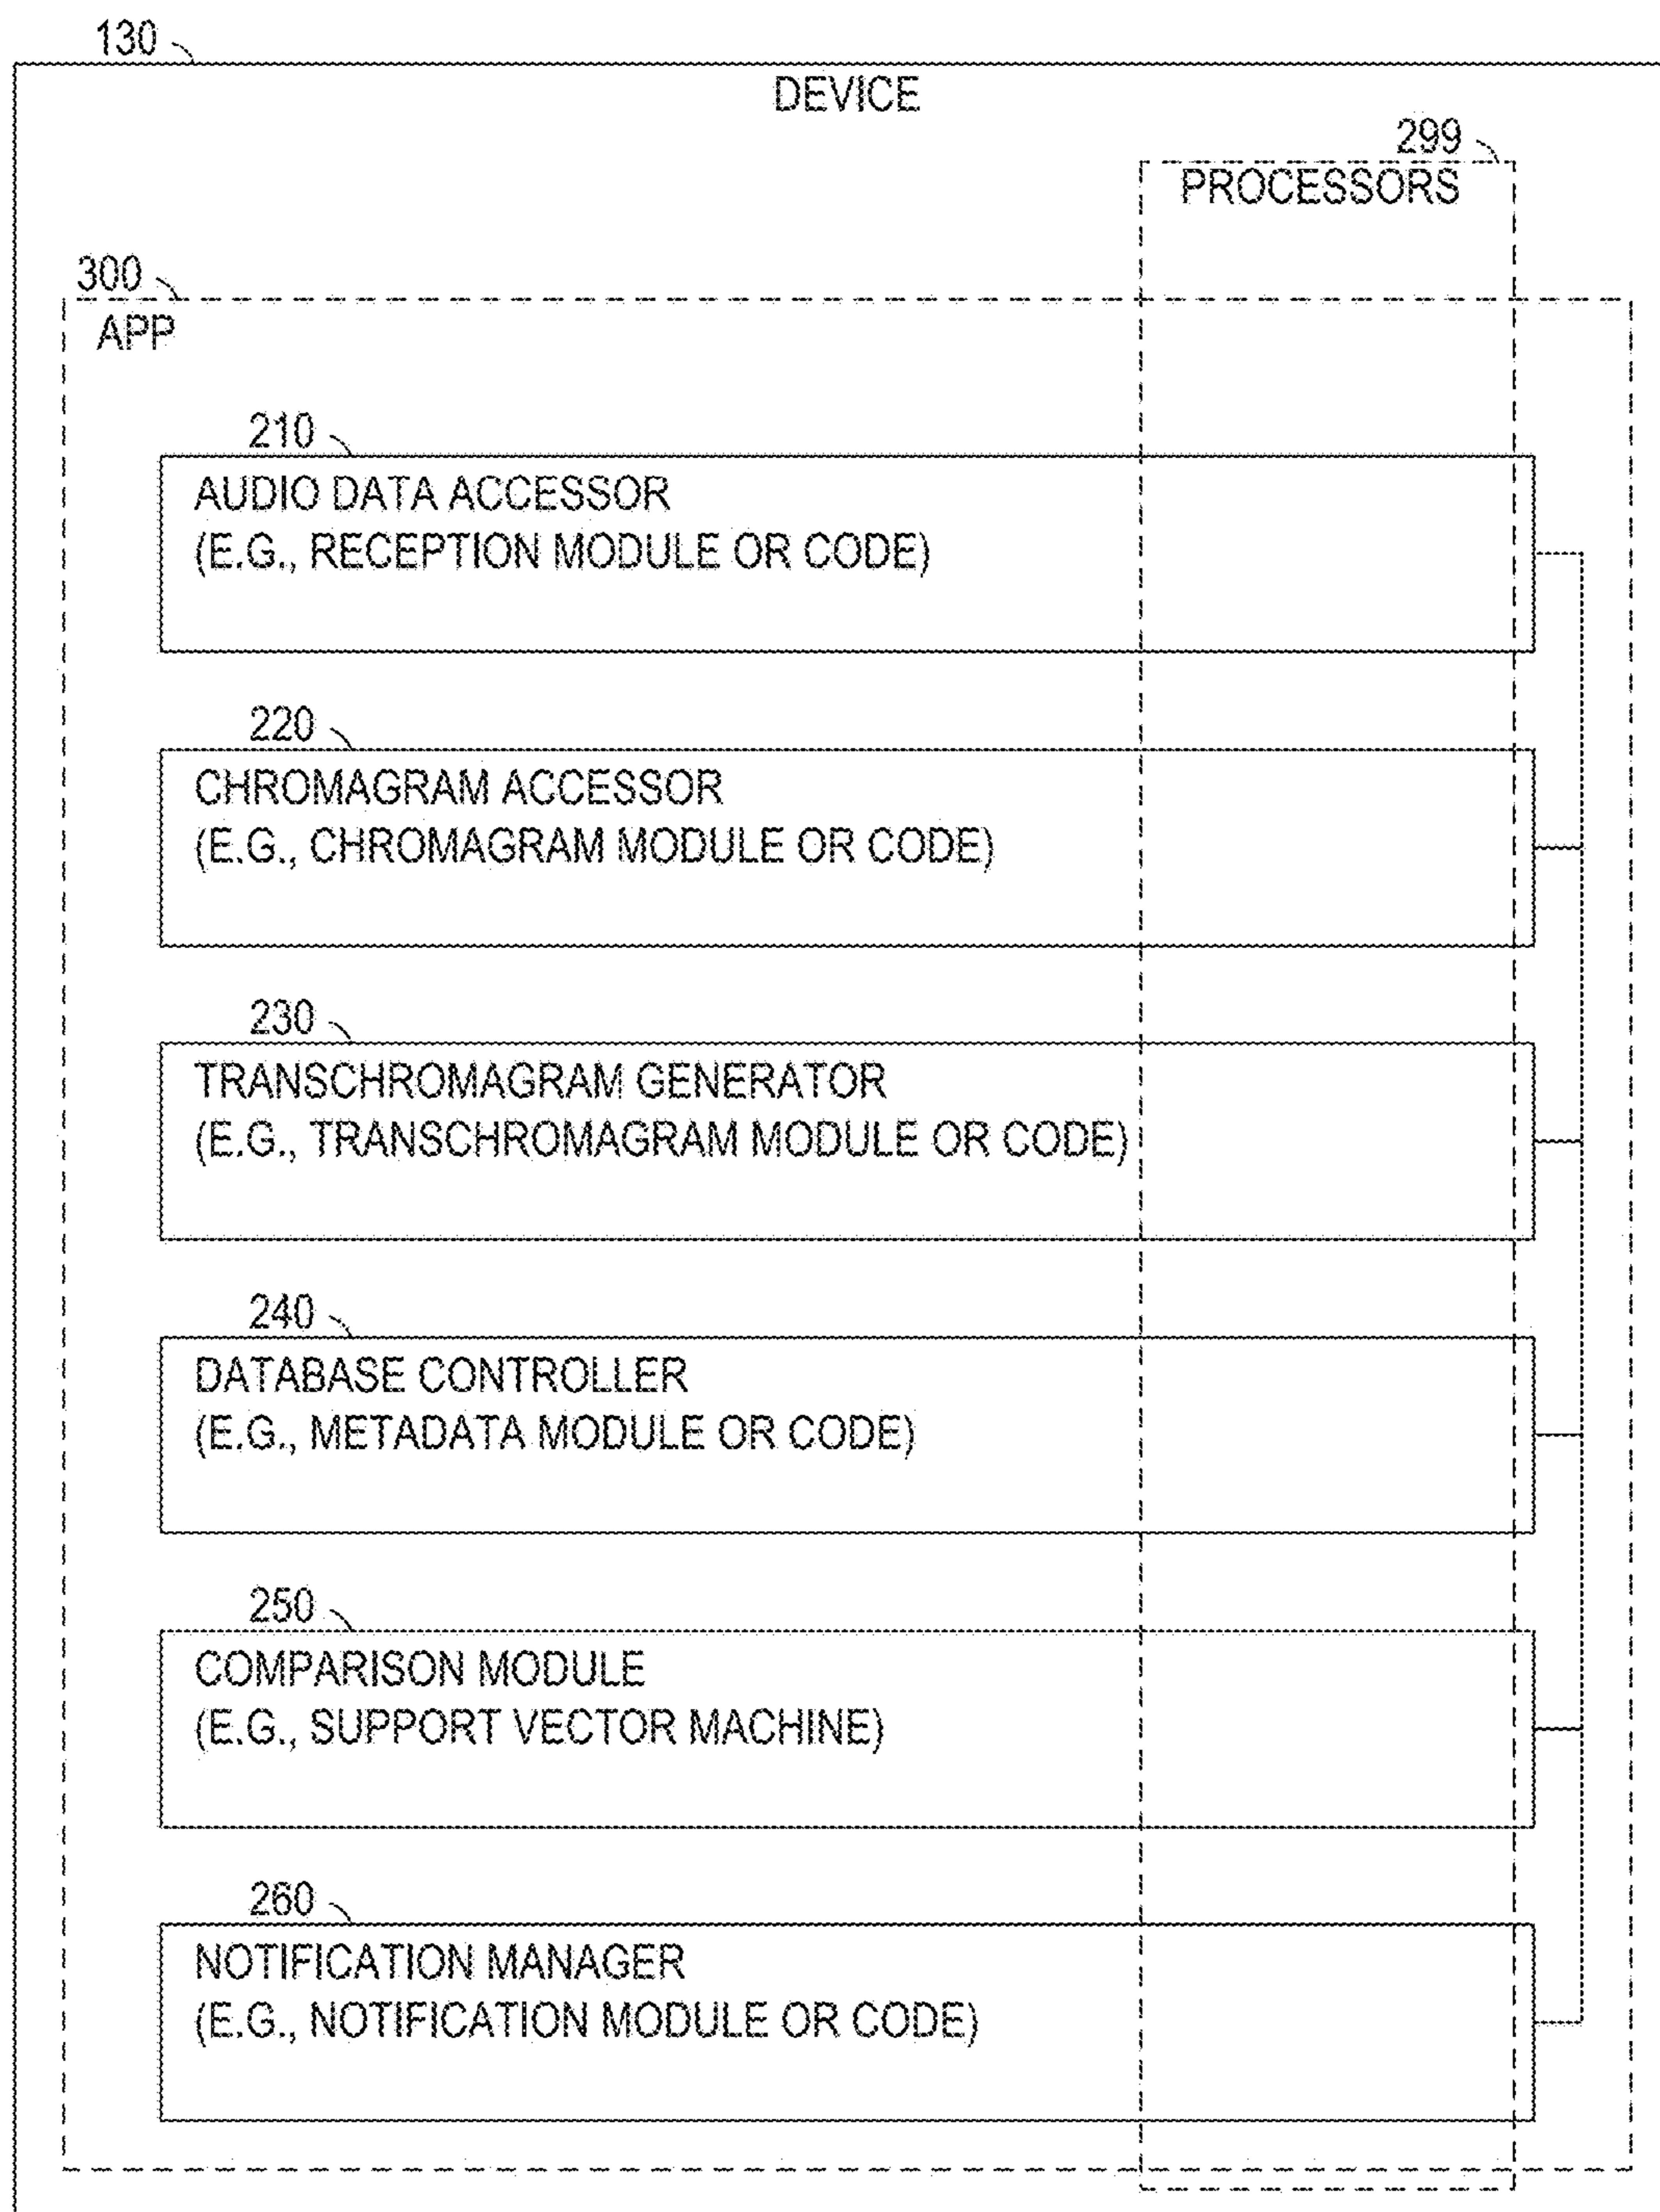 130
DEVICE
299
PROCESSORS
300
APP
210
AUDIO DATA ACCESSOR
(E.G., RECEPTION MODULE OR CODE)
220
CHROMAGRAM ACCESSOR
(E.G., CHROMAGRAM MODULE OR CODE)
230
TRANSCHROMAGRAM GENERATOR
(E.G., TRANSCHROMAGRAM MODULE OR CODE)
240
DATABASE CONTROLLER
(E.G., METADATA MODULE OR CODE)
250
COMPARISON MODULE
(E.G., SUPPORT VECTOR MACHINE)
260
NOTIFICATION MANAGER
(E.G., NOTIFICATION MODULE OR CODE)